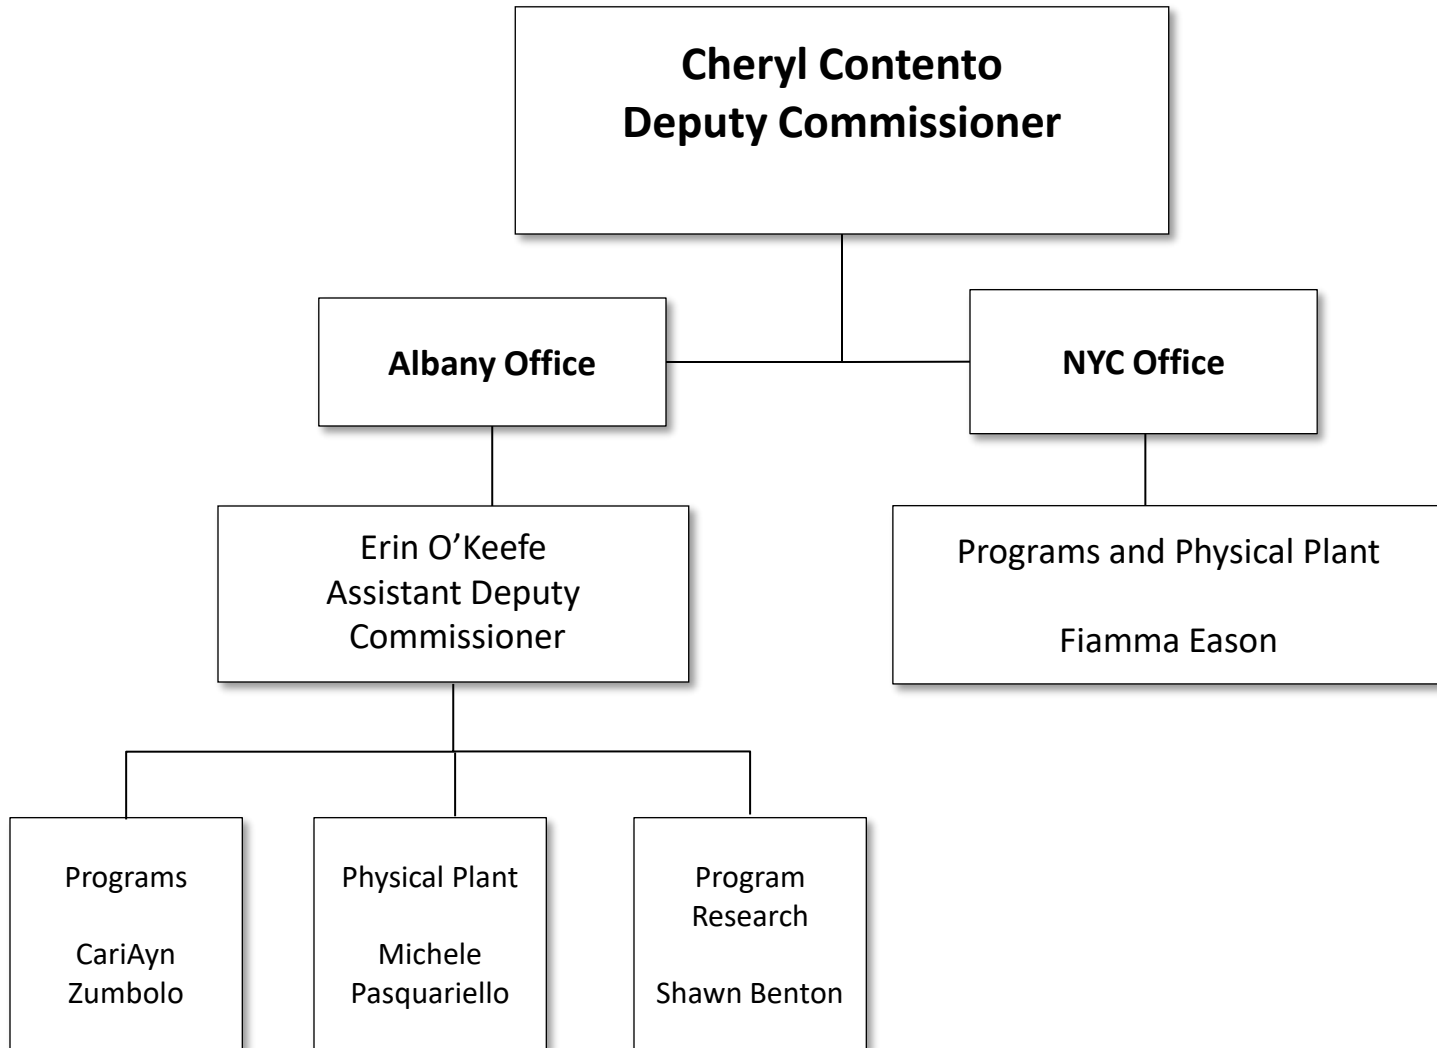 Cheryl Contento
Deputy Commissioner
Albany Office
NYC Office
Erin O’Keefe
Assistant Deputy
Commissioner
Programs and Physical Plant
Fiamma Eason
Programs
CariAyn
Zumbolo
Physical Plant
Michele
Pasquariello
Program
Research
Shawn Benton